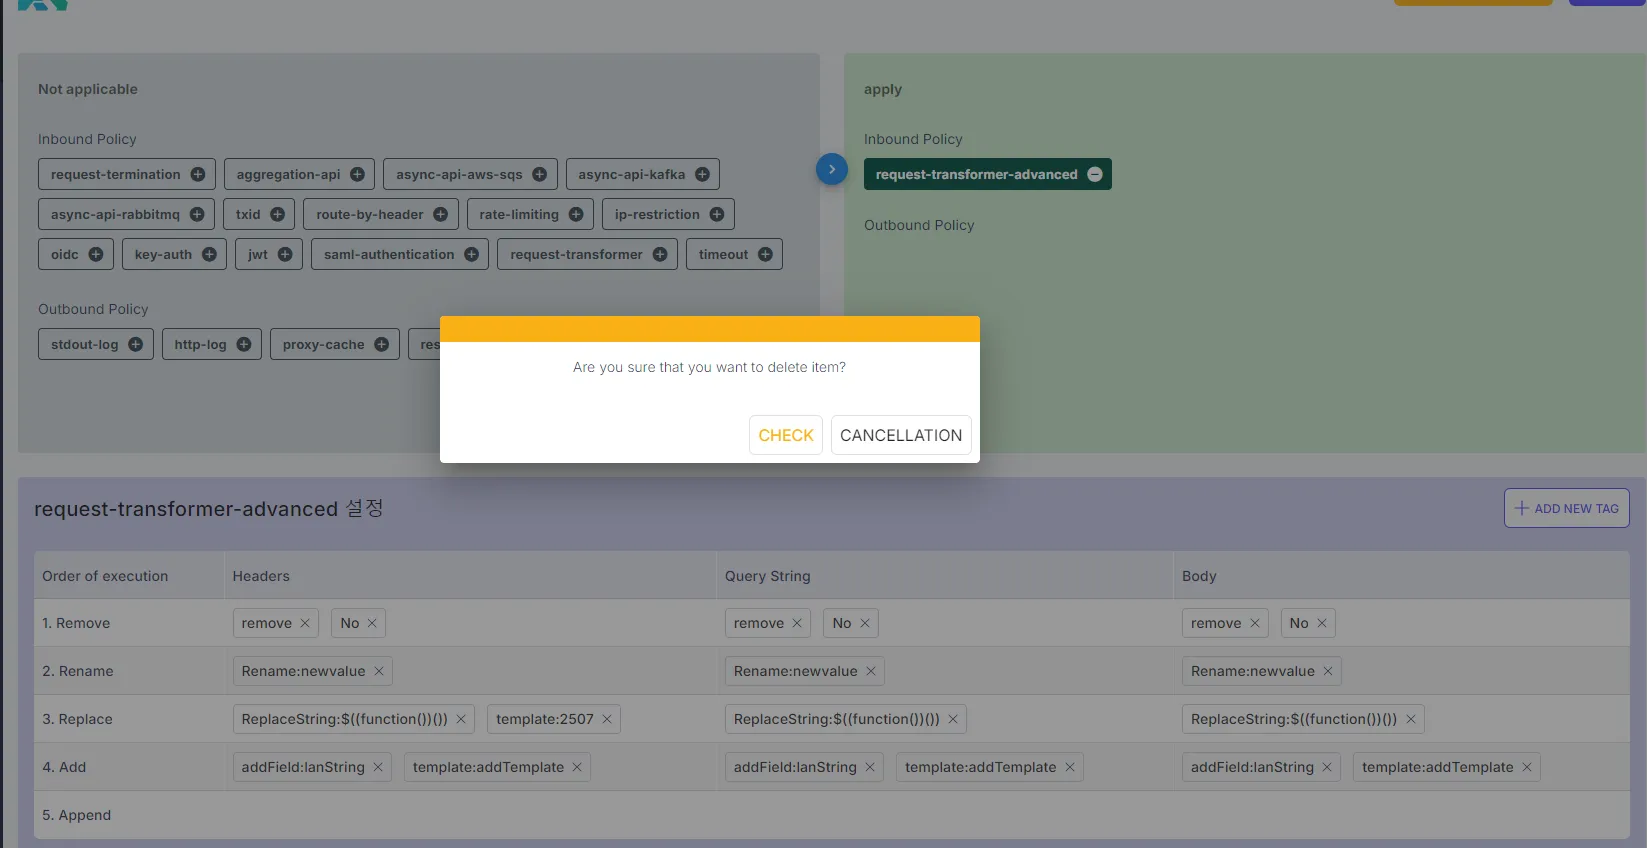 Not applicable
Inbound Policy
request-termination aggregation-api async-api-aws-sqs async-api-kafka
async-api-rabbitmq txid route-by-header rate-limiting ip-restriction
oidc key-auth jwt saml-authentication request-transformer timeout
Outbound Policy
stdout-log http-log proxy-cache
apply
Inbound Policy
request-transformer-advanced
Outbound Policy
Are you sure that you want to delete item?
CHECK CANCELLATION
request-transformer-advanced 설정
ADD NEW TAG
Order of execution Headers Query String Body
1. Remove remove No remove No remove No
2. Rename Rename:newvalue Rename:newvalue Rename:newvalue
3. Replace ReplaceString:$((function())()) template:2507 ReplaceString:$((function())()) ReplaceString:$((function())())
4. Add addField:lanString template:addTemplate addField:lanString template:addTemplate addField:lanString template:addTemplate
5. Append